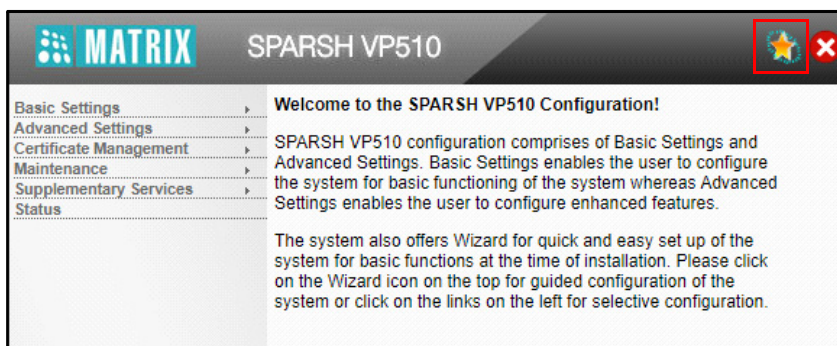 MATRIX SPARSH VP510
Basic Settings
Advanced Settings
Certificate Management
Maintenance
Supplementary Services
Status
Welcome to the SPARSH VP510 Configuration!
SPARSH VP510 configuration comprises of Basic Settings and
Advanced Settings. Basic Settings enables the user to configure
the system for basic functioning of the system whereas Advanced
Settings enables the user to configure enhanced features.
The system also offers Wizard for quick and easy set up of the
system for basic functions at the time of installation. Please click
on the Wizard icon on the top for guided configuration of the
system or click on the links on the left for selective configuration.